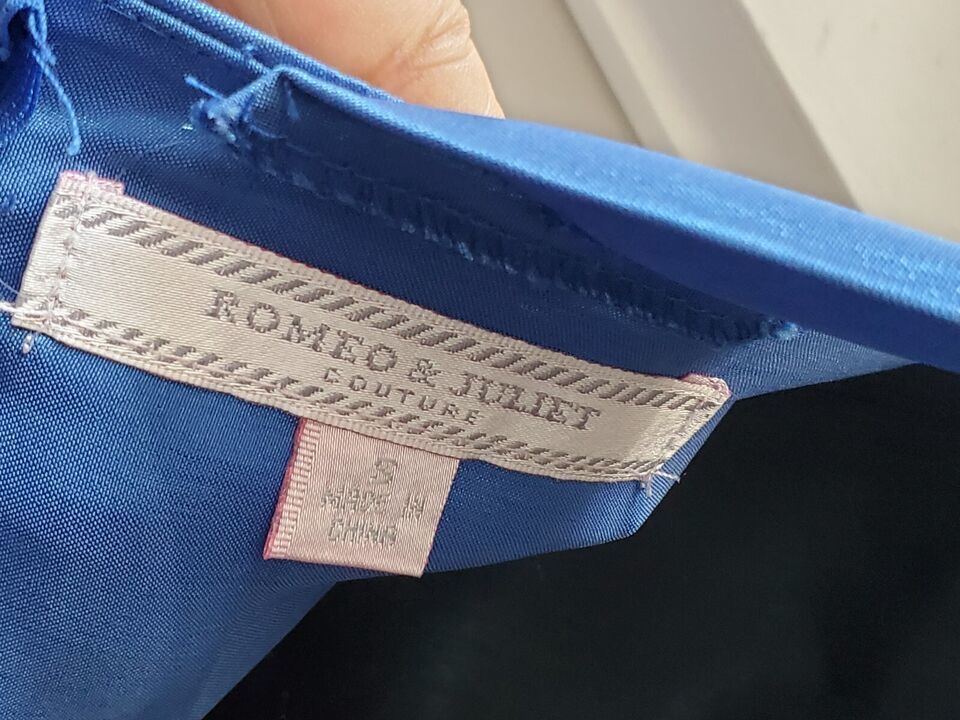 ROMEO & JULIET
COUTURE
S
MADE IN
CHINA